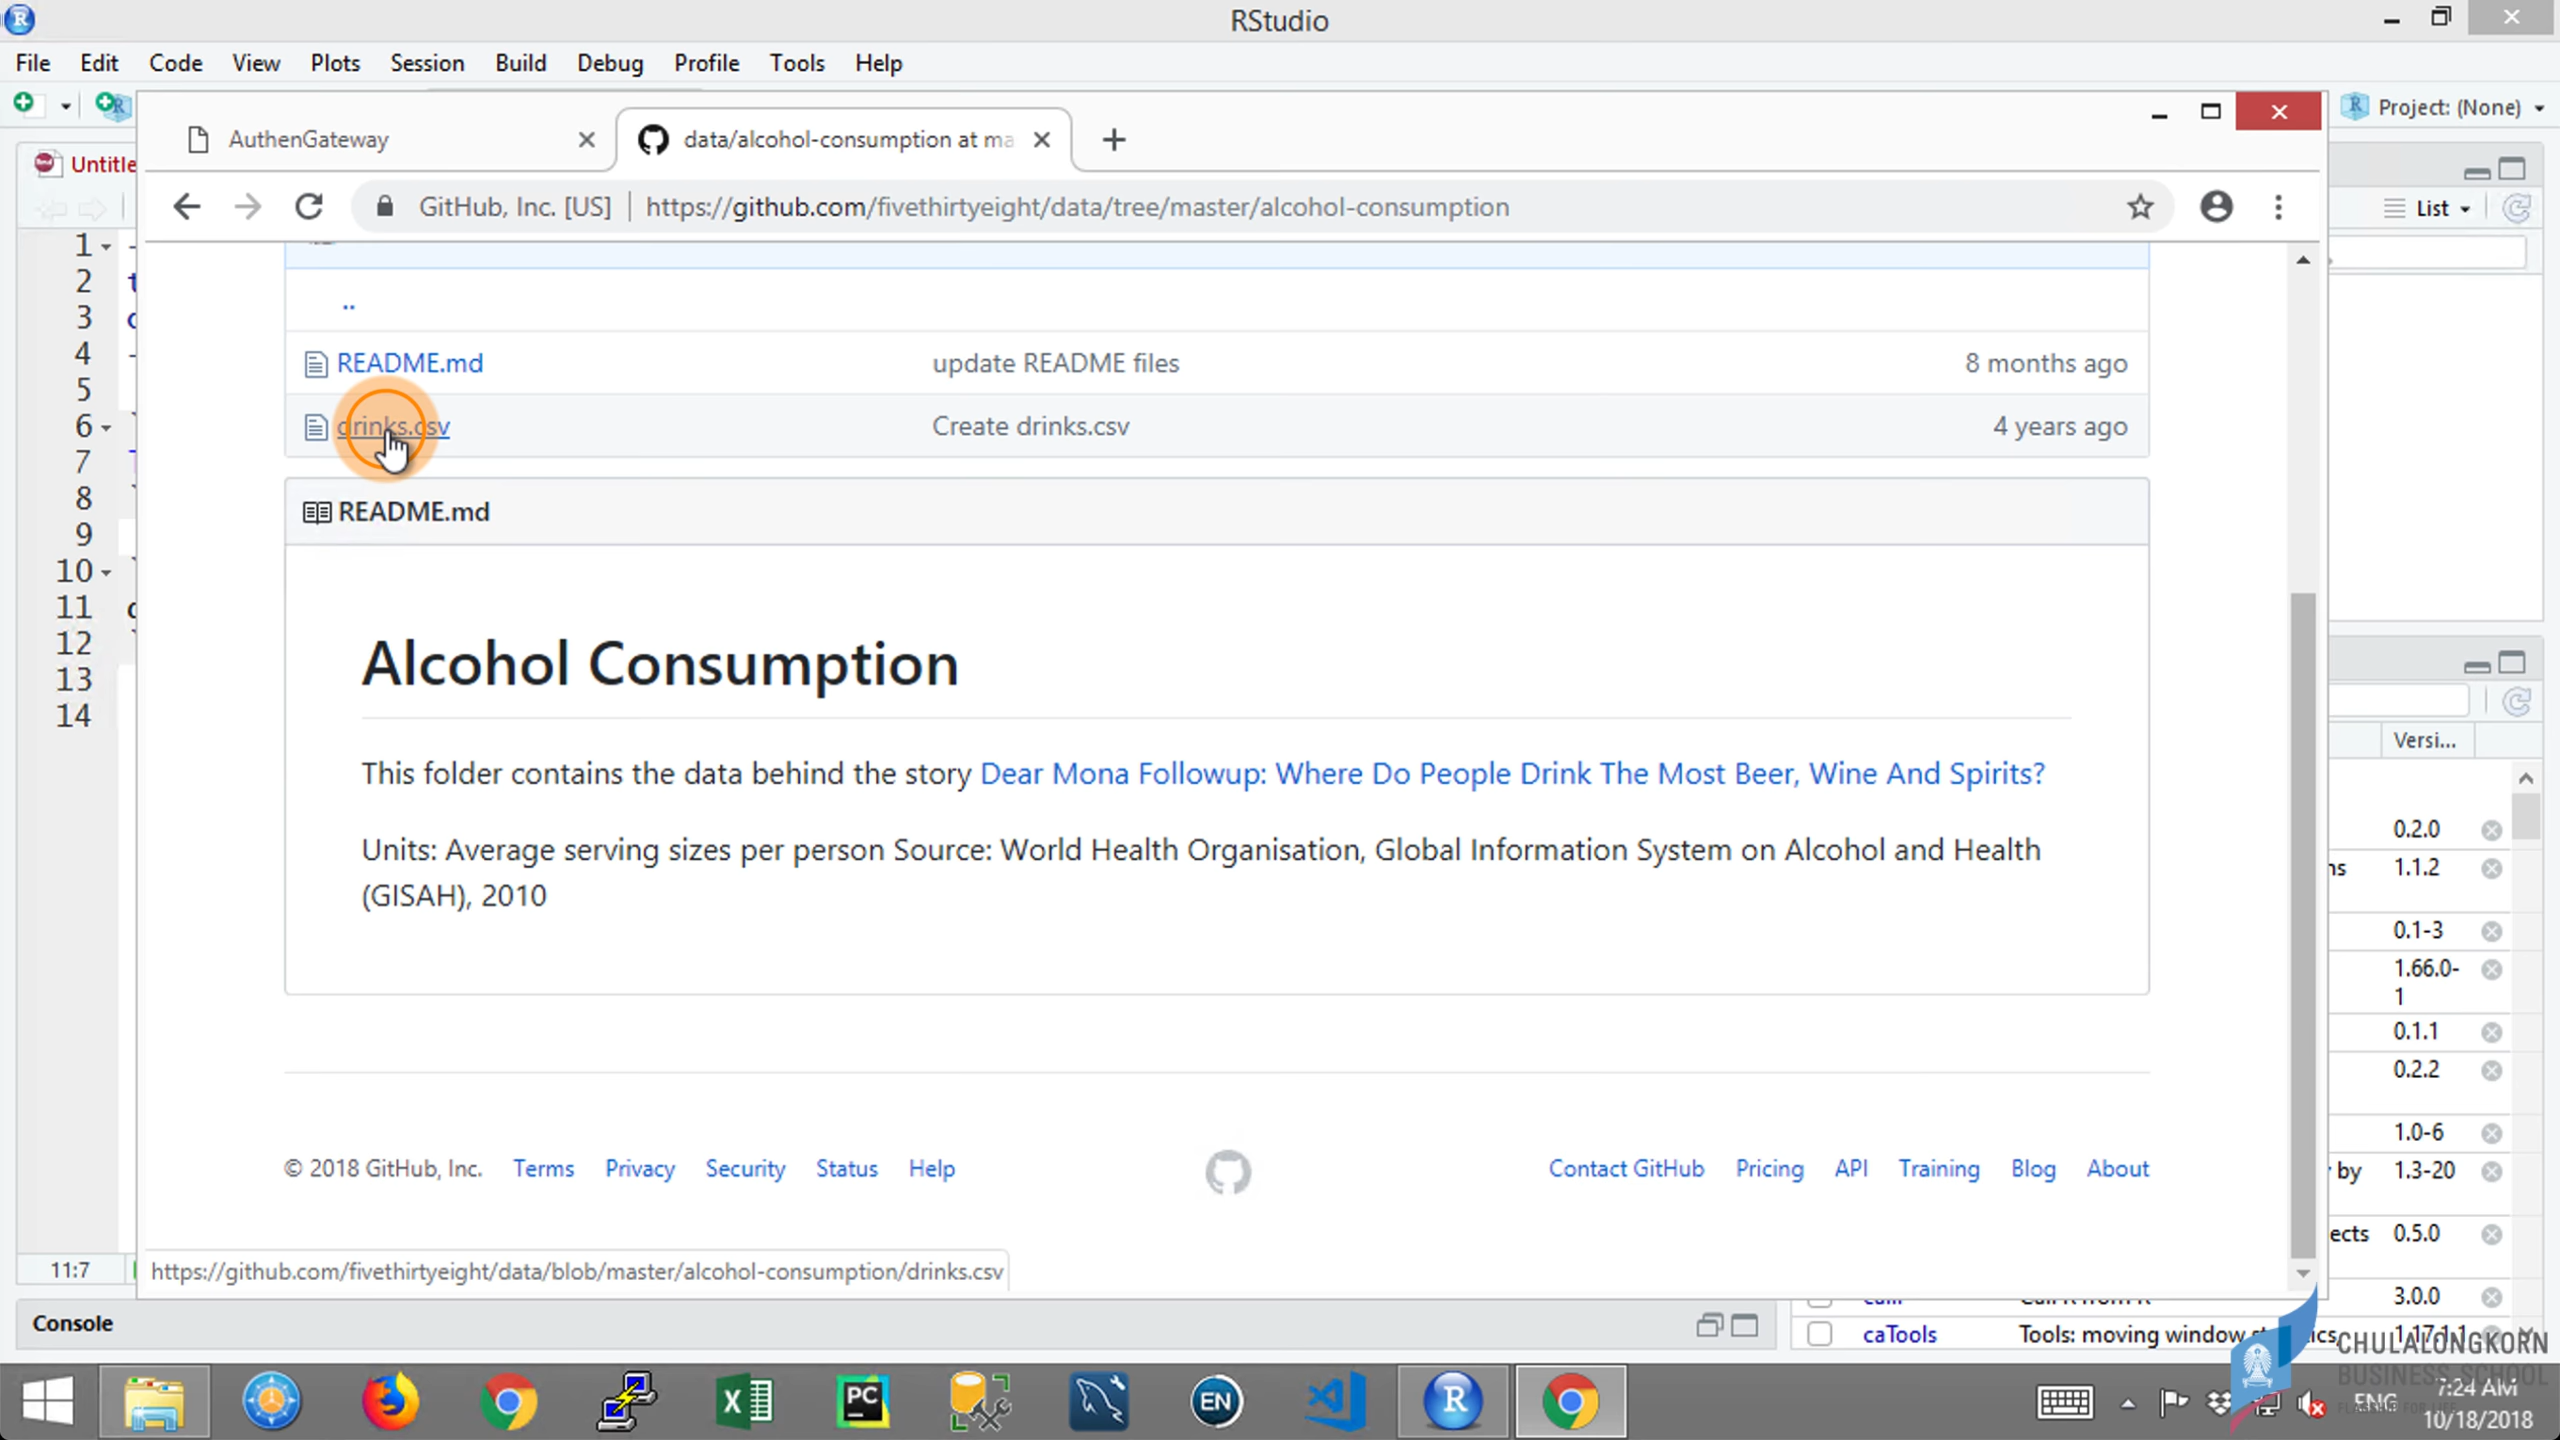 RStudio
File Edit Code View Plots Session Build Debug Profile Tools Help
Project: (None)
AuthenGateway
data/alcohol-consumption at ma
GitHub, Inc. [US] https://github.com/fivethirtyeight/data/tree/master/alcohol-consumption
List
1
2
3
4
5
6
7
8
9
10
11
12
13
14
..
README.md update README files 8 months ago
drinks.csv Create drinks.csv 4 years ago
README.md
Alcohol Consumption
This folder contains the data behind the story Dear Mona Followup: Where Do People Drink The Most Beer, Wine And Spirits?
Units: Average serving sizes per person Source: World Health Organisation, Global Information System on Alcohol and Health
(GISAH), 2010
© 2018 GitHub, Inc. Terms Privacy Security Status Help
Contact GitHub Pricing API Training Blog About
https://github.com/fivethirtyeight/data/blob/master/alcohol-consumption/drinks.csv
11:7
Console
Versi...
0.2.0
1.1.2
0.1-3
1.66.0-
1
0.1.1
0.2.2
1.0-6
by 1.3-20
ects 0.5.0
3.0.0
caTools Tools: moving window
CHULALONGKORN
BUSINESS SCHOOL
EN
ENG
7:24 AM
10/18/2018